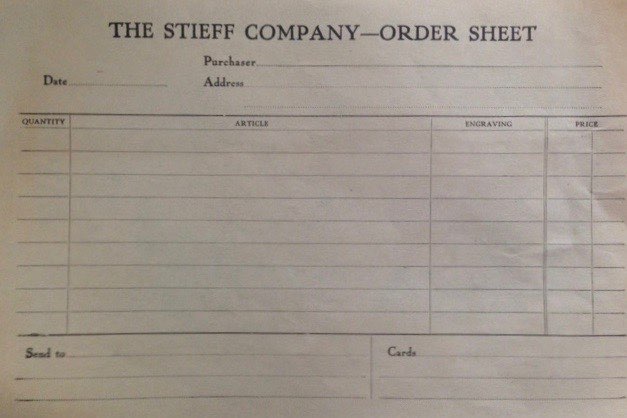 THE STIEFF COMPANY—ORDER SHEET
Purchaser
Date
Address
QUANTITY ARTICLE ENGRAVING PRICE
Send to Cards